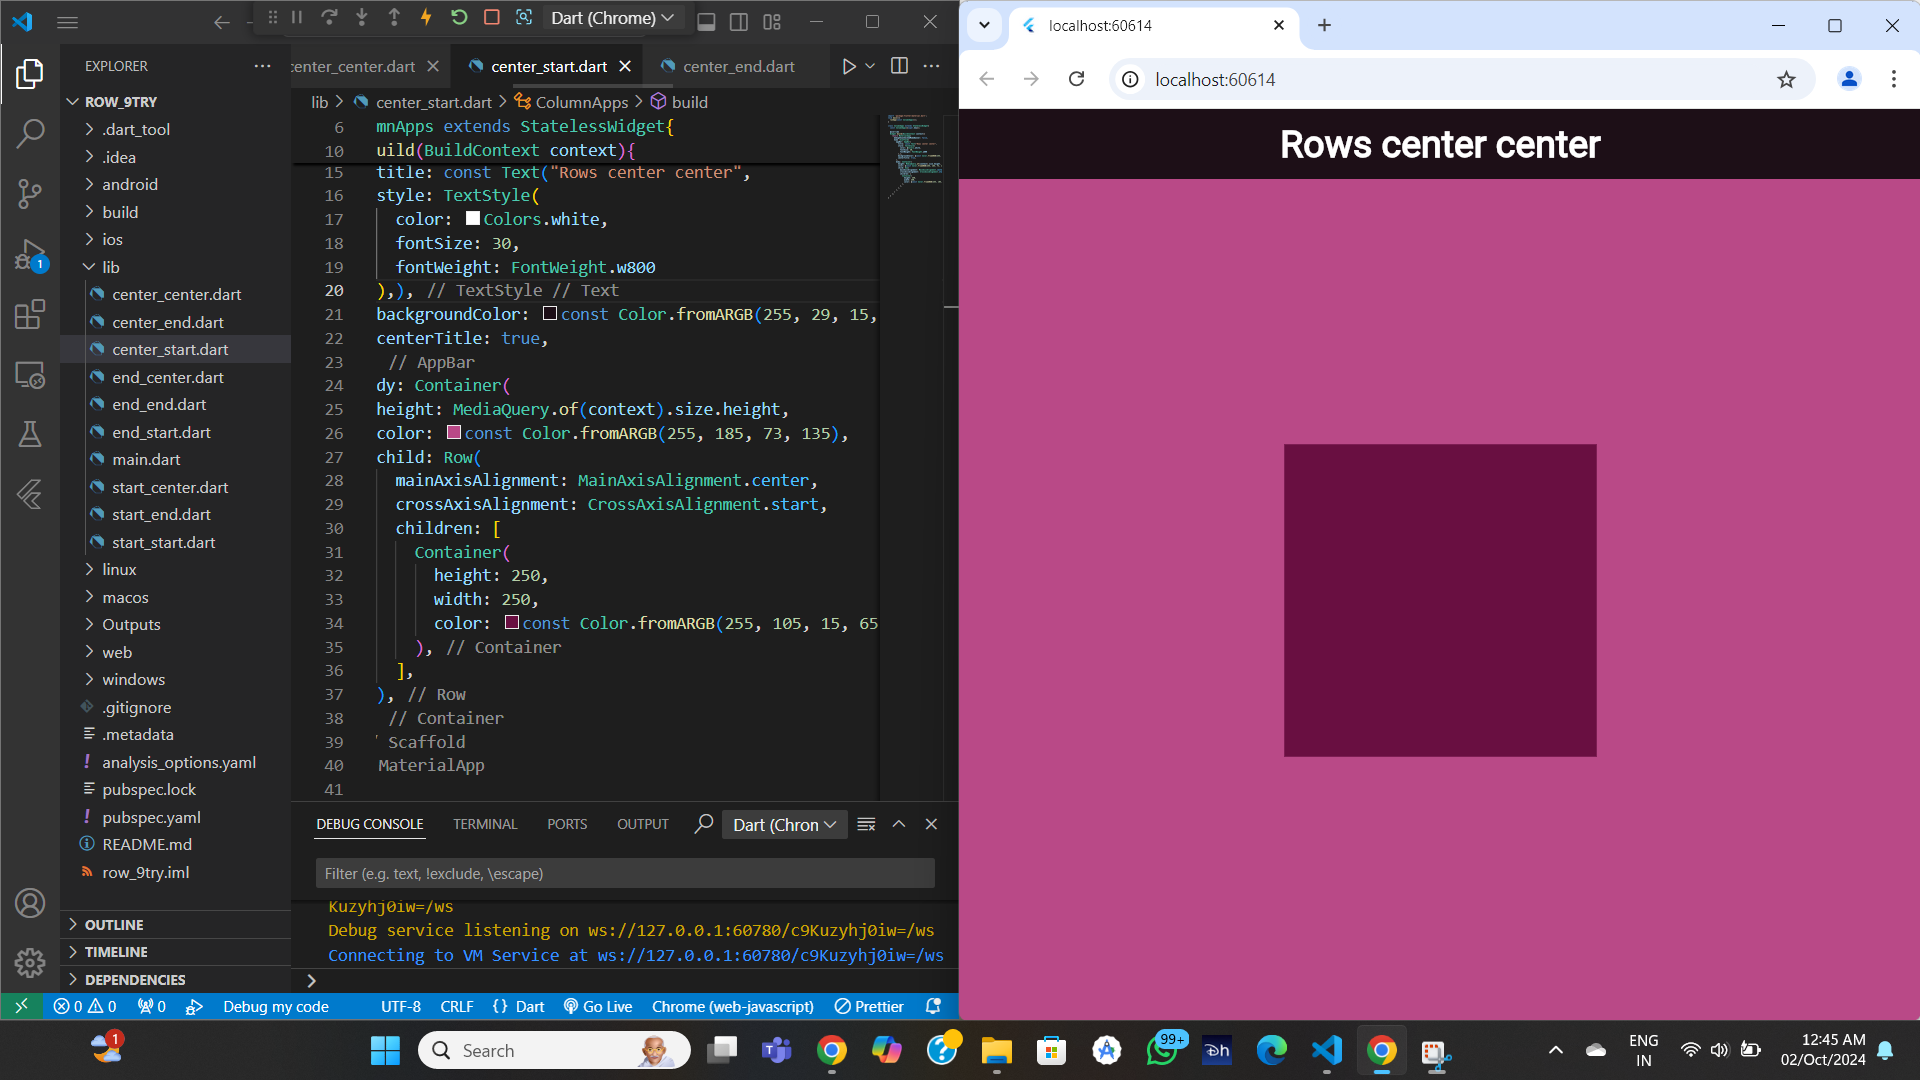 Dart (Chrome)
EXPLORER
ROW_9TRY
.dart_tool
.idea
android
build
ios
lib
center_center.dart
center_end.dart
center_start.dart
end_center.dart
end_end.dart
end_start.dart
main.dart
start_center.dart
start_end.dart
start_start.dart
linux
macos
Outputs
web
windows
.gitignore
.metadata
! analysis_options.yaml
pubspec.lock
! pubspec.yaml
README.md
row_9try.iml
OUTLINE
TIMELINE
DEPENDENCIES
1
center_center.dart
center_start.dart
center_end.dart
lib > center_start.dart > ColumnApps > build
6 mnApps extends StatelessWidget{
10 uild(BuildContext context){
15 title: const Text("Rows center center",
16 style: TextStyle(
17 color: Colors.white,
18 fontSize: 30,
19 fontWeight: FontWeight.w800
20 ),), // TextStyle // Text
21 backgroundColor: const Color.fromARGB(255, 29, 15,
22 centerTitle: true,
23 // AppBar
24 dy: Container(
25 height: MediaQuery.of(context).size.height,
26 color: const Color.fromARGB(255, 185, 73, 135),
27 child: Row(
28 mainAxisAlignment: MainAxisAlignment.center,
29 crossAxisAlignment: CrossAxisAlignment.start,
30 children: [
31 Container(
32 height: 250,
33 width: 250,
34 color: const Color.fromARGB(255, 105, 15, 65
35 ), // Container
36 ],
37 ), // Row
38 // Container
39 Scaffold
40 MaterialApp
41
DEBUG CONSOLE TERMINAL PORTS OUTPUT Dart (Chrom
Filter (e.g. text, !exclude, \escape)
Kuzyhj0iw=/ws
Debug service listening on ws://127.0.0.1:60780/c9Kuzyhj0iw=/ws
Connecting to VM Service at ws://127.0.0.1:60780/c9Kuzyhj0iw=/ws
0 0 0 Debug my code UTF-8 CRLF {} Dart Go Live Chrome (web-javascript) Prettier
localhost:60614
localhost:60614
Rows center center
1
Search
99+
ENG
IN
12:45 AM
02/Oct/2024